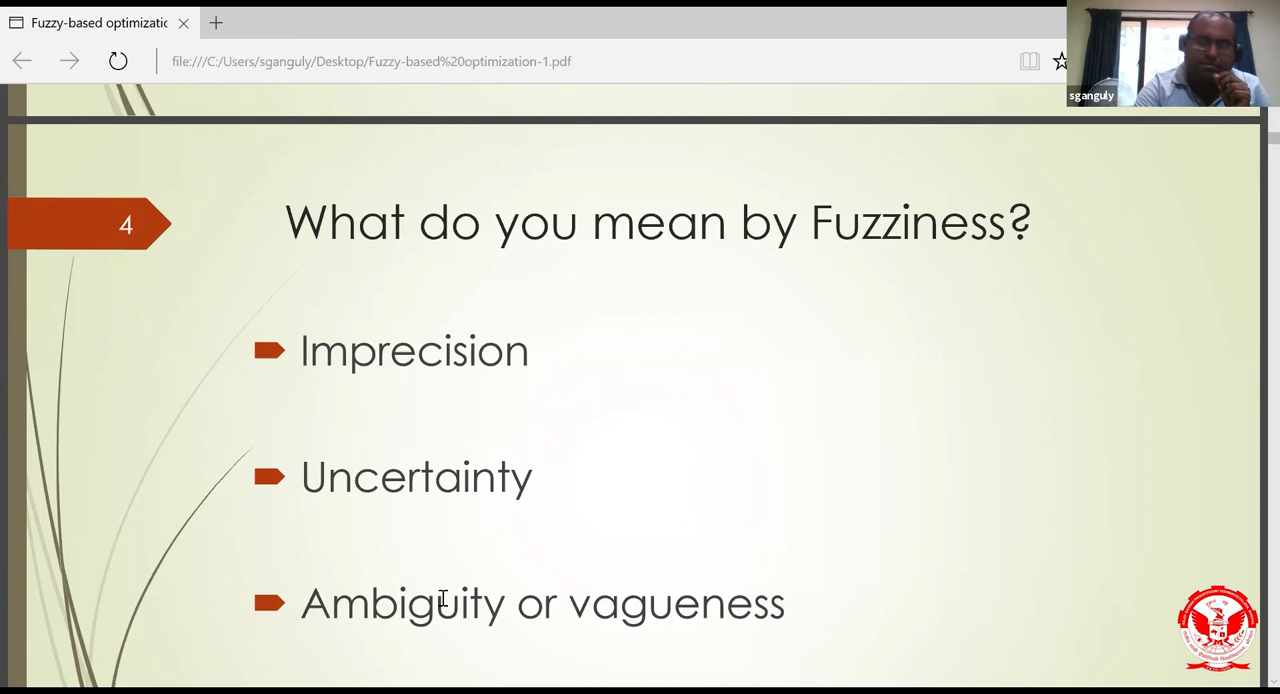 Fuzzy-based optimizatic
file:///C:/Users/sganguly/Desktop/Fuzzy-based%20optimization-1.pdf
sganguly
4
What do you mean by Fuzziness?
Imprecision
Uncertainty
Ambiguity or vagueness